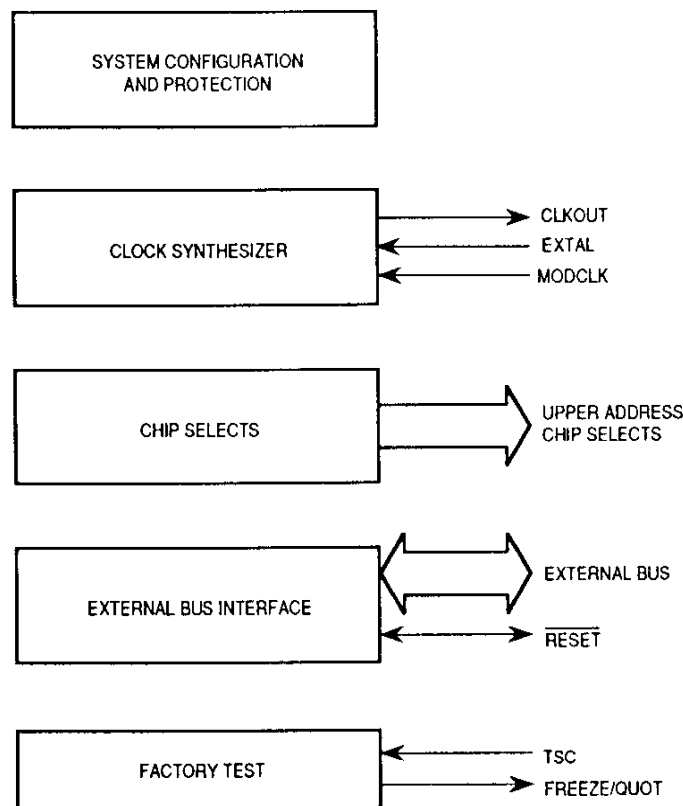 SYSTEM CONFIGURATION
AND PROTECTION
CLOCK SYNTHESIZER
CLKOUT
EXTAL
MODCLK
CHIP SELECTS
UPPER ADDRESS
CHIP SELECTS
EXTERNAL BUS INTERFACE
EXTERNAL BUS
RESET
FACTORY TEST
TSC
FREEZE/QUOT